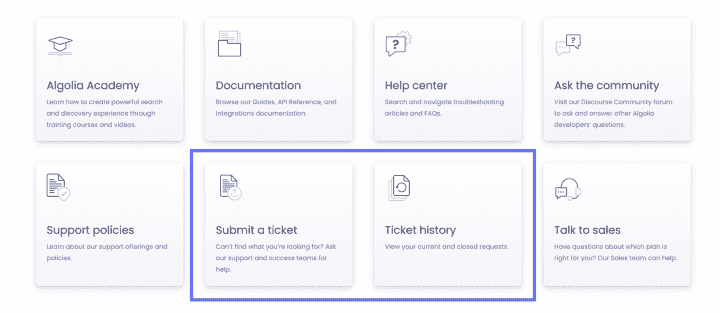 Algolia Academy
Learn how to create powerful search
and discovery experience through
training courses and videos.
Documentation
Browse our Guides, API Reference, and
Integrations documentation.
Help center
Search and navigate troubleshooting
articles and FAQs.
Ask the community
Visit our Discourse Community forum
to ask and answer other Algolia
developers' questions.
Support policies
Learn about our support offerings and
policies.
Submit a ticket
Can't find what you're looking for? Ask
our support and success teams for
help.
Ticket history
View your current and closed requests.
Talk to sales
Have questions about which plan is
right for you? Our Sales team can help.